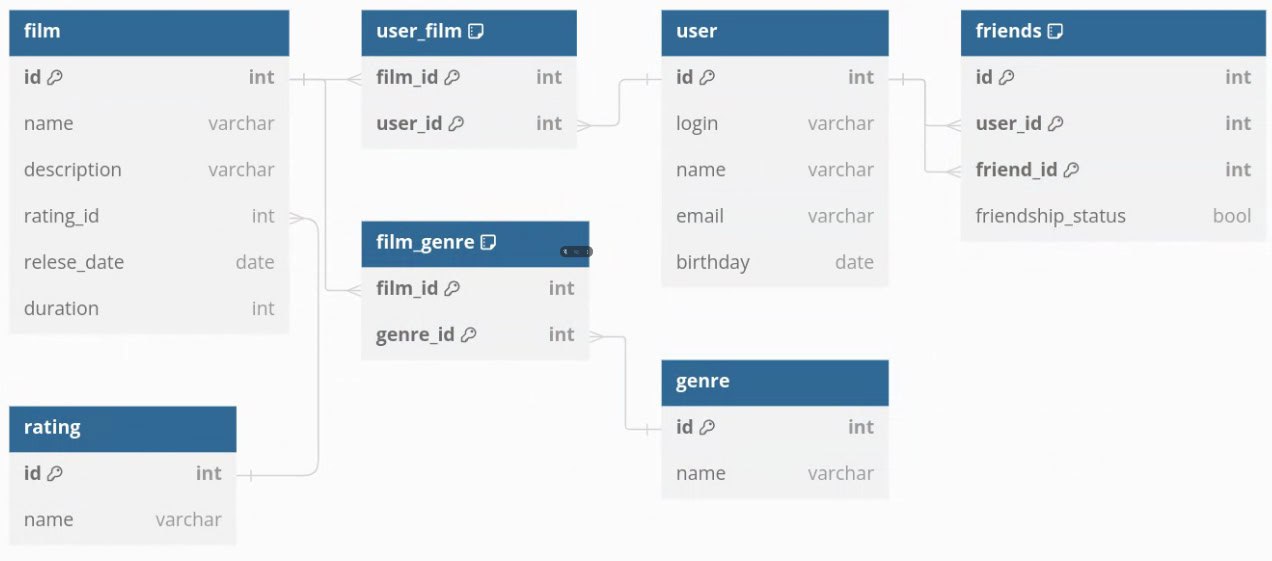 film
id int
name varchar
description varchar
rating_id int
relese_date date
duration int
user_film
film_id int
user_id int
user
id int
login varchar
name varchar
email varchar
birthday date
friends
id int
user_id int
friend_id int
friendship_status bool
film_genre
film_id int
genre_id int
genre
id int
name varchar
rating
id int
name varchar